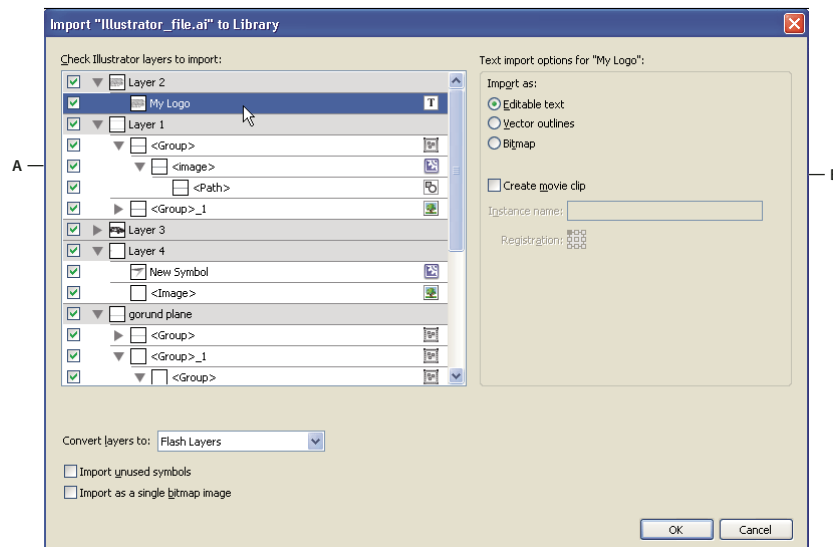 Import "Illustrator_file.ai" to Library
Check Illustrator layers to import:
Layer 2
My Logo
T
Layer 1
<Group>
<image>
<Path>
<Group>_1
Layer 3
Layer 4
New Symbol
<Image>
gorund plane
<Group>
<Group>_1
<Group>
Text import options for "My Logo":
Import as:
Editable text
Vector outlines
Bitmap
Create movie clip
Instance name:
Registration:
A
Convert layers to: Flash Layers
Import unused symbols
Import as a single bitmap image
OK Cancel